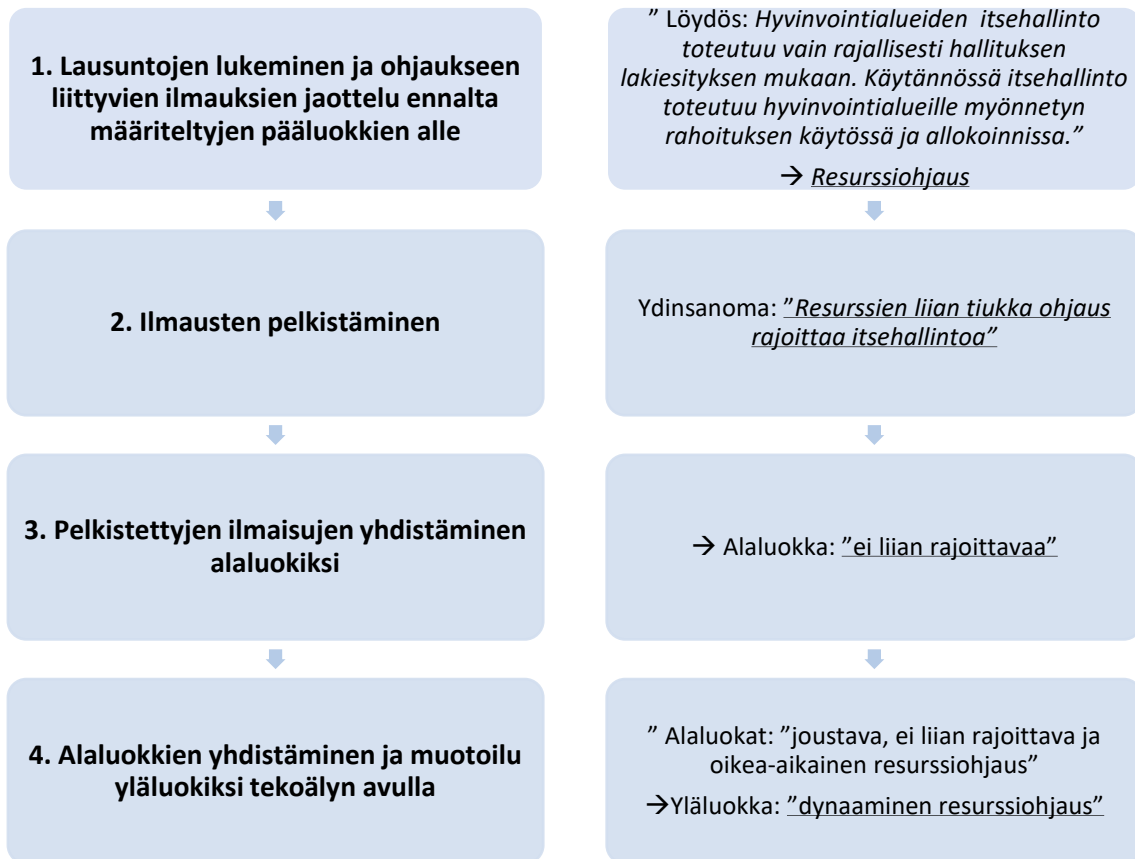 1. Lausuntojen lukeminen ja ohjaukseen
liittyvien ilmauksien jaottelu ennalta
määriteltyjen pääluokkien alle
” Löydös: Hyvinvointialueiden itsehallinto
toteutuu vain rajallisesti hallituksen
lakiesityksen mukaan. Käytännössä itsehallinto
toteutuu hyvinvointialueille myönnetyn
rahoituksen käytössä ja allokoinnissa.”
→ Resurssiohjaus
2. Ilmausten pelkistäminen
Ydinsanoma: ”Resurssien liian tiukka ohjaus
rajoittaa itsehallintoa”
3. Pelkistettyjen ilmaisujen yhdistäminen
alaluokiksi
→ Alaluokka: ”ei liian rajoittavaa”
4. Alaluokkien yhdistäminen ja muotoilu
yläluokiksi tekoälyn avulla
” Alaluokat: ”joustava, ei liian rajoittava ja
oikea-aikainen resurssiohjaus”
→Yläluokka: ”dynaaminen resurssiohjaus”